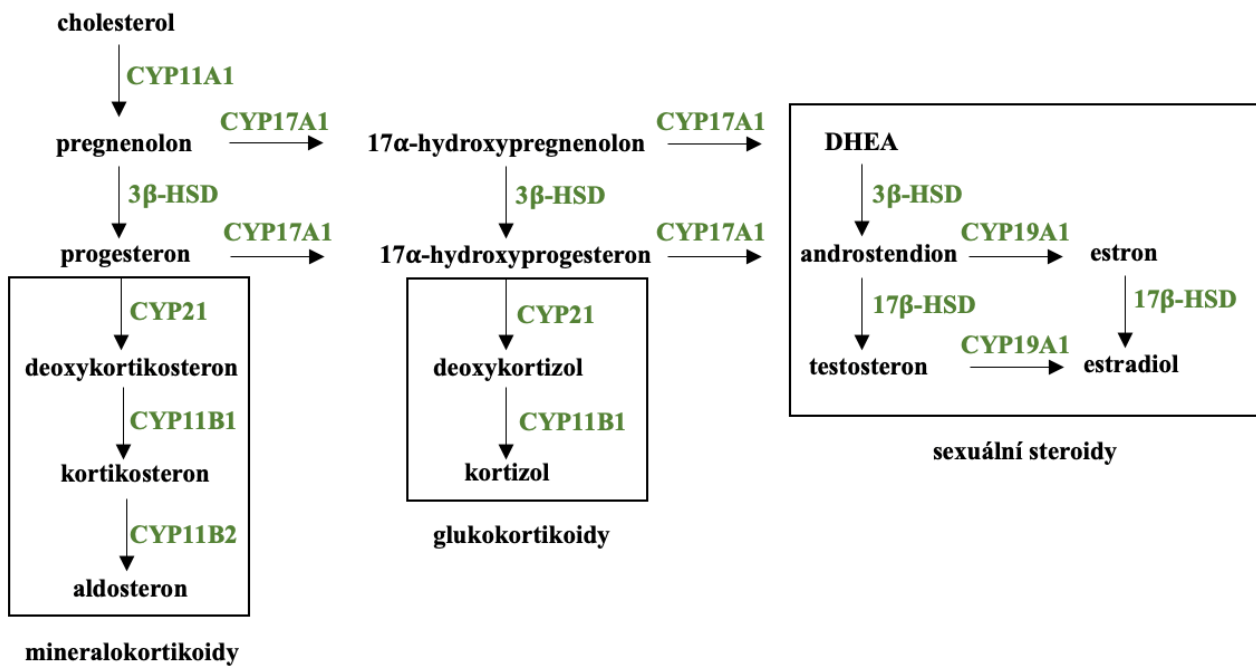 cholesterol
CYP11A1
CYP17A1
CYP17A1
pregnenolon
17α-hydroxypregnenolon
DHEA
3β-HSD
3β-HSD
3β-HSD
CYP17A1
CYP17A1
CYP19A1
progesteron
17α-hydroxyprogesteron
androstendion
estron
CYP21
CYP21
17β-HSD
17β-HSD
CYP19A1
deoxykortikosteron
deoxykortizol
testosteron
estradiol
CYP11B1
CYP11B1
sexuální steroidy
kortikosteron
kortizol
CYP11B2
glukokortikoidy
aldosteron
mineralokortikoidy